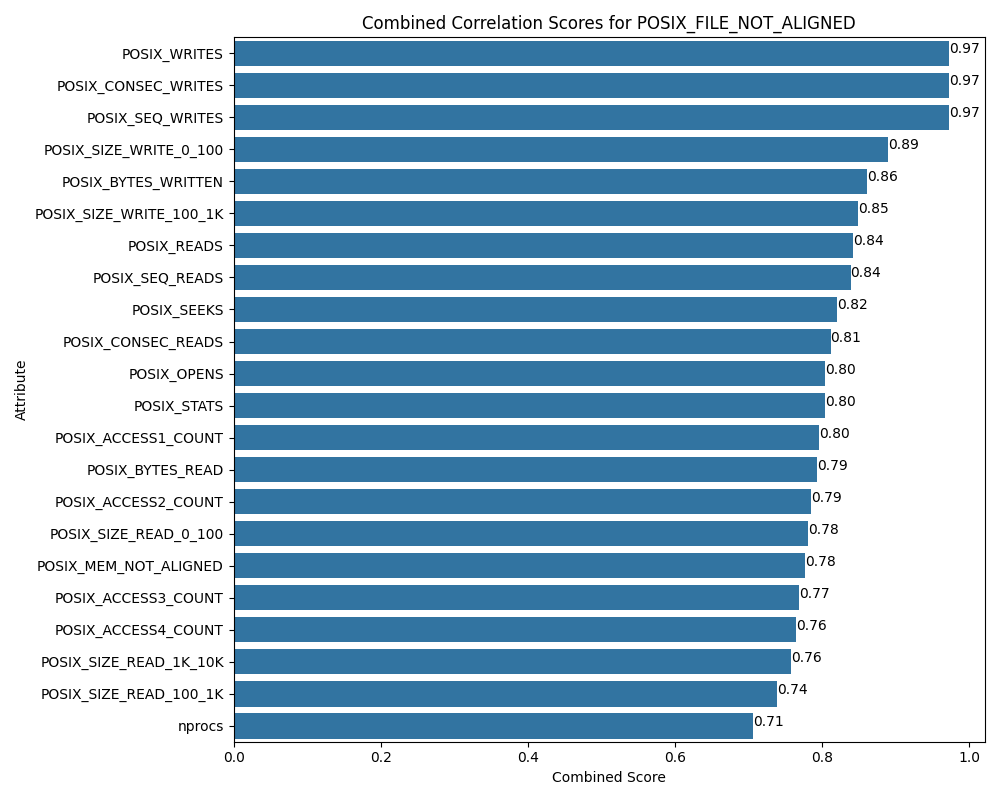 Combined Correlation Scores for POSIX_FILE_NOT_ALIGNED
Attribute
POSIX_WRITES 0.97
POSIX_CONSEC_WRITES 0.97
POSIX_SEQ_WRITES 0.97
POSIX_SIZE_WRITE_0_100 0.89
POSIX_BYTES_WRITTEN 0.86
POSIX_SIZE_WRITE_100_1K 0.85
POSIX_READS 0.84
POSIX_SEQ_READS 0.84
POSIX_SEEKS 0.82
POSIX_CONSEC_READS 0.81
POSIX_OPENS 0.80
POSIX_STATS 0.80
POSIX_ACCESS1_COUNT 0.80
POSIX_BYTES_READ 0.79
POSIX_ACCESS2_COUNT 0.79
POSIX_SIZE_READ_0_100 0.78
POSIX_MEM_NOT_ALIGNED 0.78
POSIX_ACCESS3_COUNT 0.77
POSIX_ACCESS4_COUNT 0.76
POSIX_SIZE_READ_1K_10K 0.76
POSIX_SIZE_READ_100_1K 0.74
nprocs 0.71
0.0 0.2 0.4 0.6 0.8 1.0
Combined Score